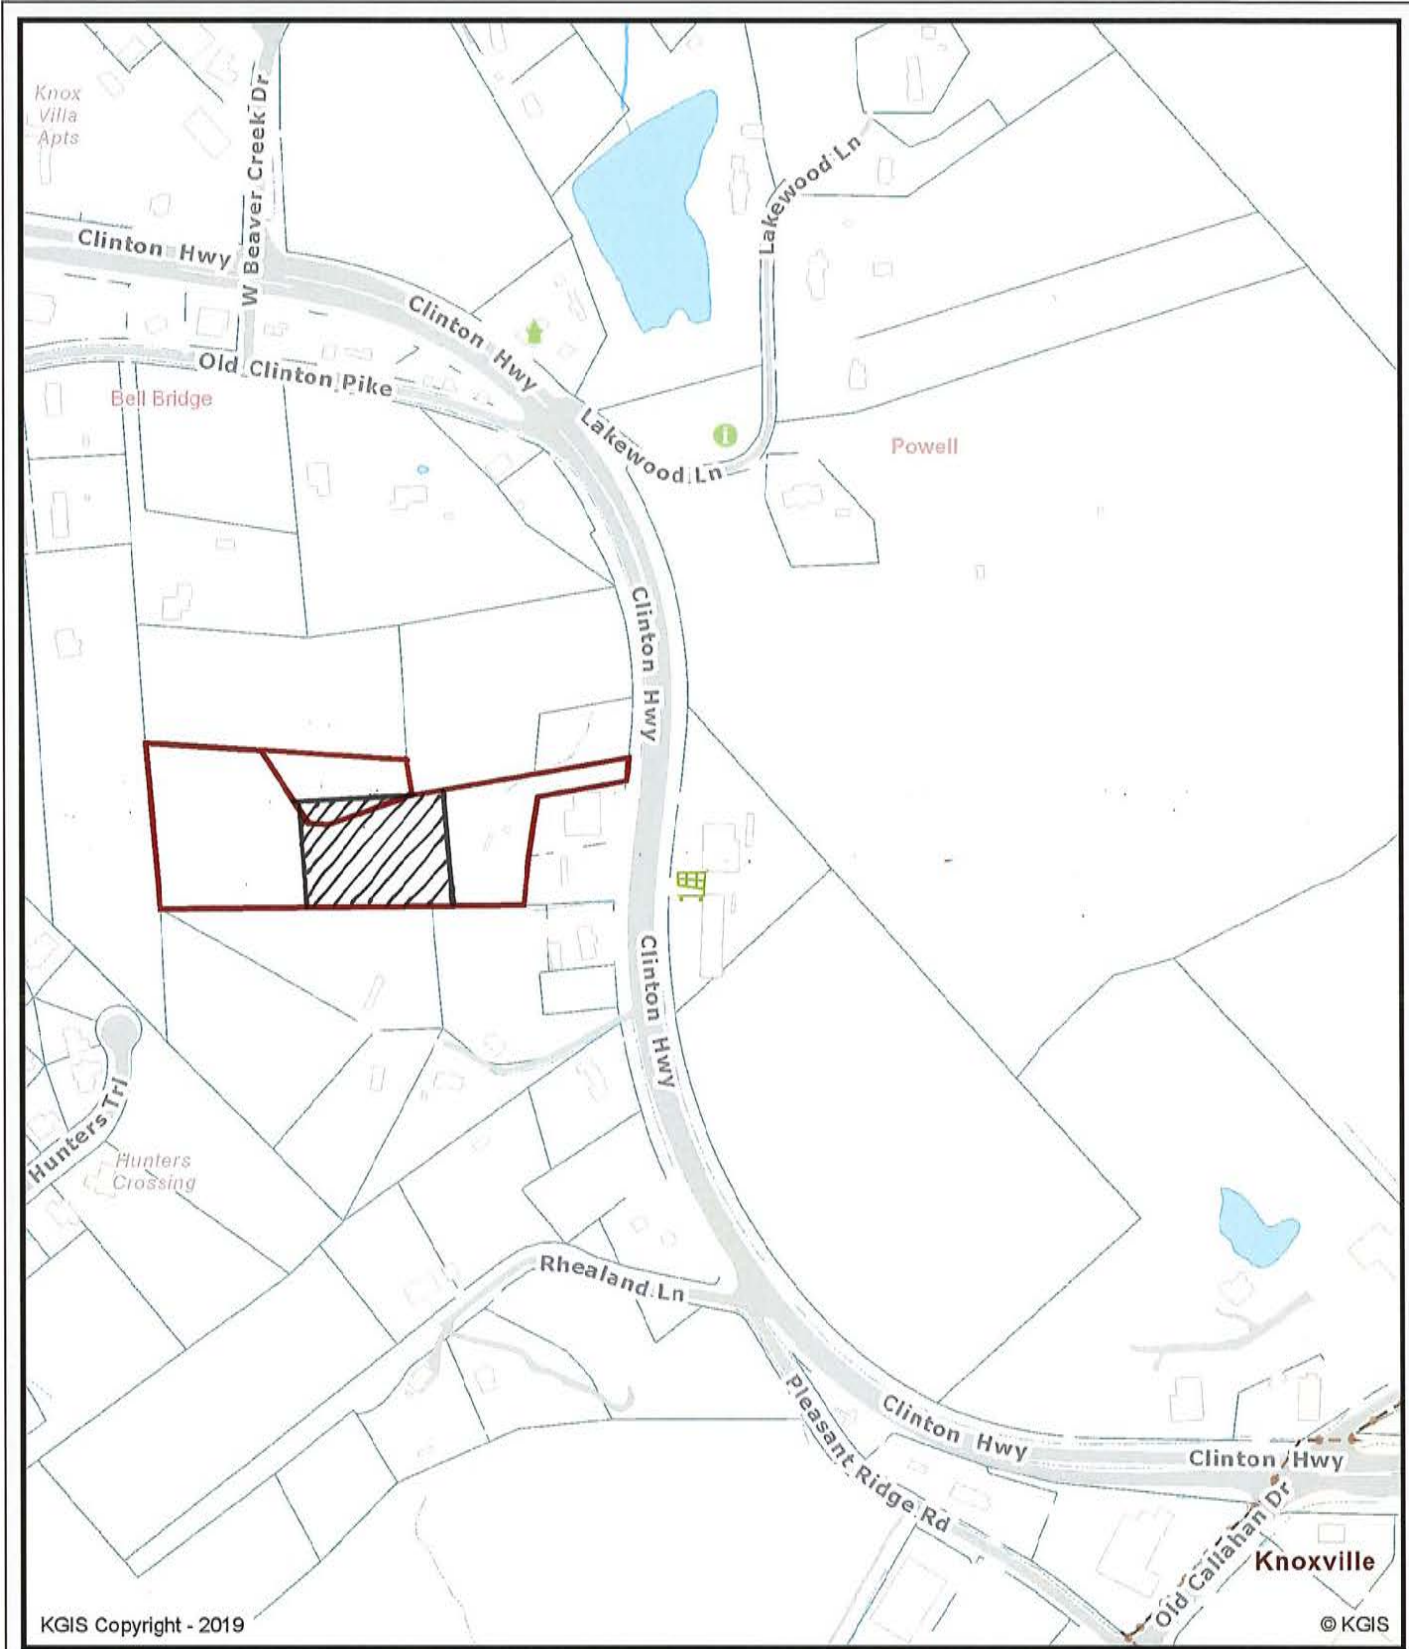 Knox
Villa
Apts
W Beaver Creek Dr
Clinton Hwy
Lakewood Ln
Lakewood Ln
Clinton Hwy
Old Clinton Pike
Bell Bridge
Lakewood Ln
i
Powell
Clinton Hwy
Clinton Hwy
Hunters Trl
Hunters
Crossing
Rhealand Ln
Pleasant Ridge Rd
Clinton Hwy
Clinton Hwy
Old Callahan Dr
Knoxville
KGIS Copyright - 2019
© KGIS